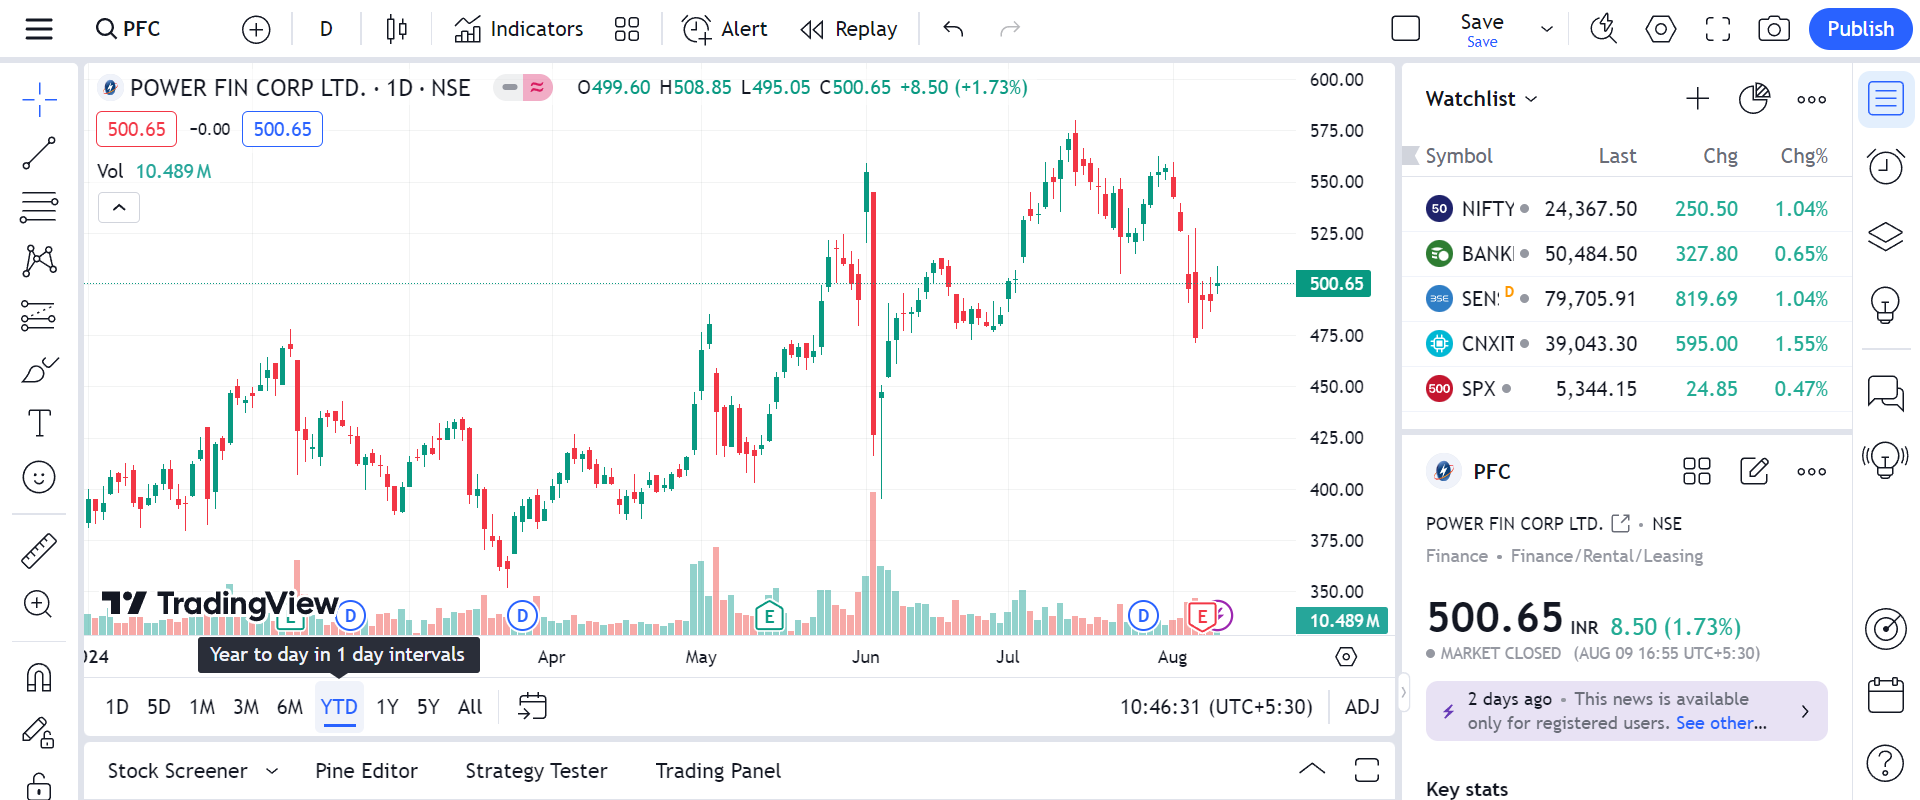 PFC
D
Indicators
Alert
Replay
Save
Save
Publish
POWER FIN CORP LTD. · 1D · NSE
O499.60 H508.85 L495.05 C500.65 +8.50 (+1.73%)
500.65 −0.00 500.65
Vol 10.489M
600.00
575.00
550.00
525.00
500.65
475.00
450.00
425.00
400.00
375.00
350.00
10.489M
TradingView
E D D E D E
2024
Apr May Jun Jul Aug
Year to day in 1 day intervals
1D 5D 1M 3M 6M YTD 1Y 5Y All
10:46:31 (UTC+5:30) ADJ
Stock Screener
Pine Editor
Strategy Tester
Trading Panel
Watchlist
Symbol Last Chg Chg%
50 NIFTY 24,367.50 250.50 1.04%
BANK 50,484.50 327.80 0.65%
BSE SEN D 79,705.91 819.69 1.04%
CNXIT 39,043.30 595.00 1.55%
500 SPX 5,344.15 24.85 0.47%
PFC
POWER FIN CORP LTD. • NSE
Finance • Finance/Rental/Leasing
500.65 INR 8.50 (1.73%)
MARKET CLOSED (AUG 09 16:55 UTC+5:30)
2 days ago • This news is available
only for registered users. See other...
Key stats